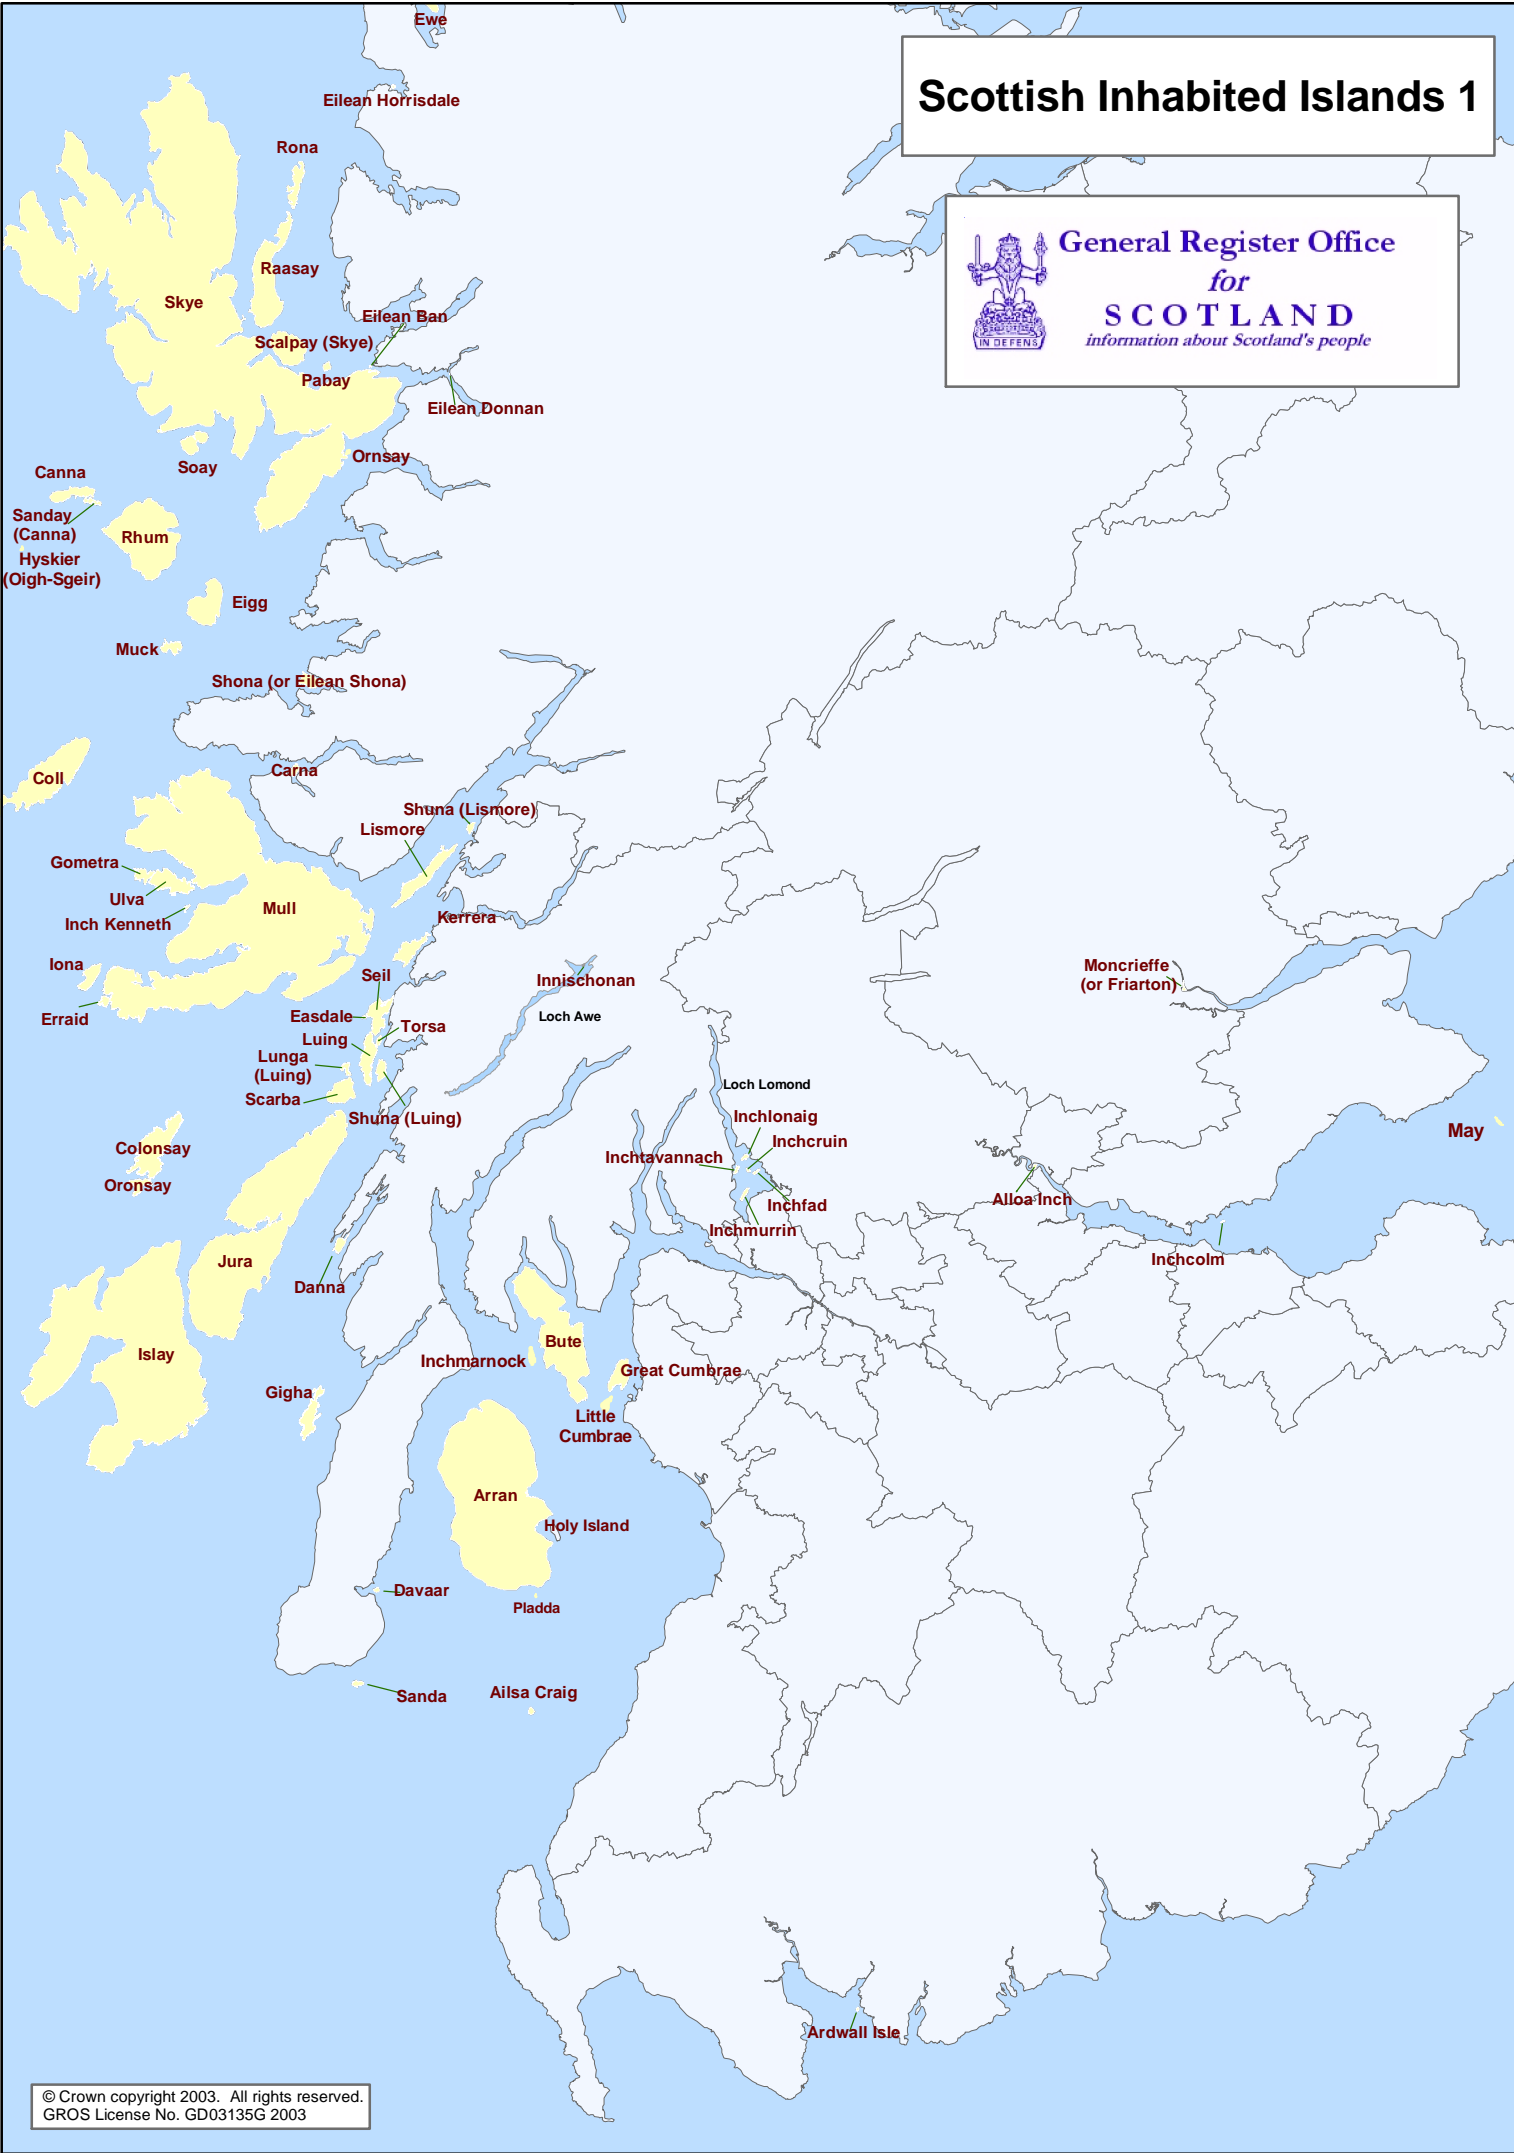 Scottish Inhabited Islands 1
General Register Office
for
SCOTLAND
information about Scotland's people
IN DEFENS
Ewe
Eilean Horrisdale
Rona
Raasay
Skye
Eilean Ban
Scalpay (Skye)
Pabay
Eilean Donnan
Ornsay
Soay
Canna
Sanday
(Canna)
Rhum
Hyskier
(Oigh-Sgeir)
Eigg
Muck
Shona (or Eilean Shona)
Coll
Carna
Shuna (Lismore)
Lismore
Gometra
Ulva
Inch Kenneth
Mull
Kerrera
Iona
Erraid
Seil
Innischonan
Moncrieffe
(or Friarton)
Easdale
Loch Awe
Torsa
Luing
Lunga
(Luing)
Scarba
Shuna (Luing)
Loch Lomond
Inchlonaig
Inchcruin
Inchtavannach
Inchfad
Inchmurrin
Alloa Inch
May
Inchcolm
Colonsay
Oronsay
Jura
Danna
Islay
Bute
Inchmarnock
Great Cumbrae
Gigha
Little
Cumbrae
Arran
Holy Island
Davaar
Pladda
Sanda
Ailsa Craig
Ardwall Isle
© Crown copyright 2003. All rights reserved.
GROS License No. GD03135G 2003